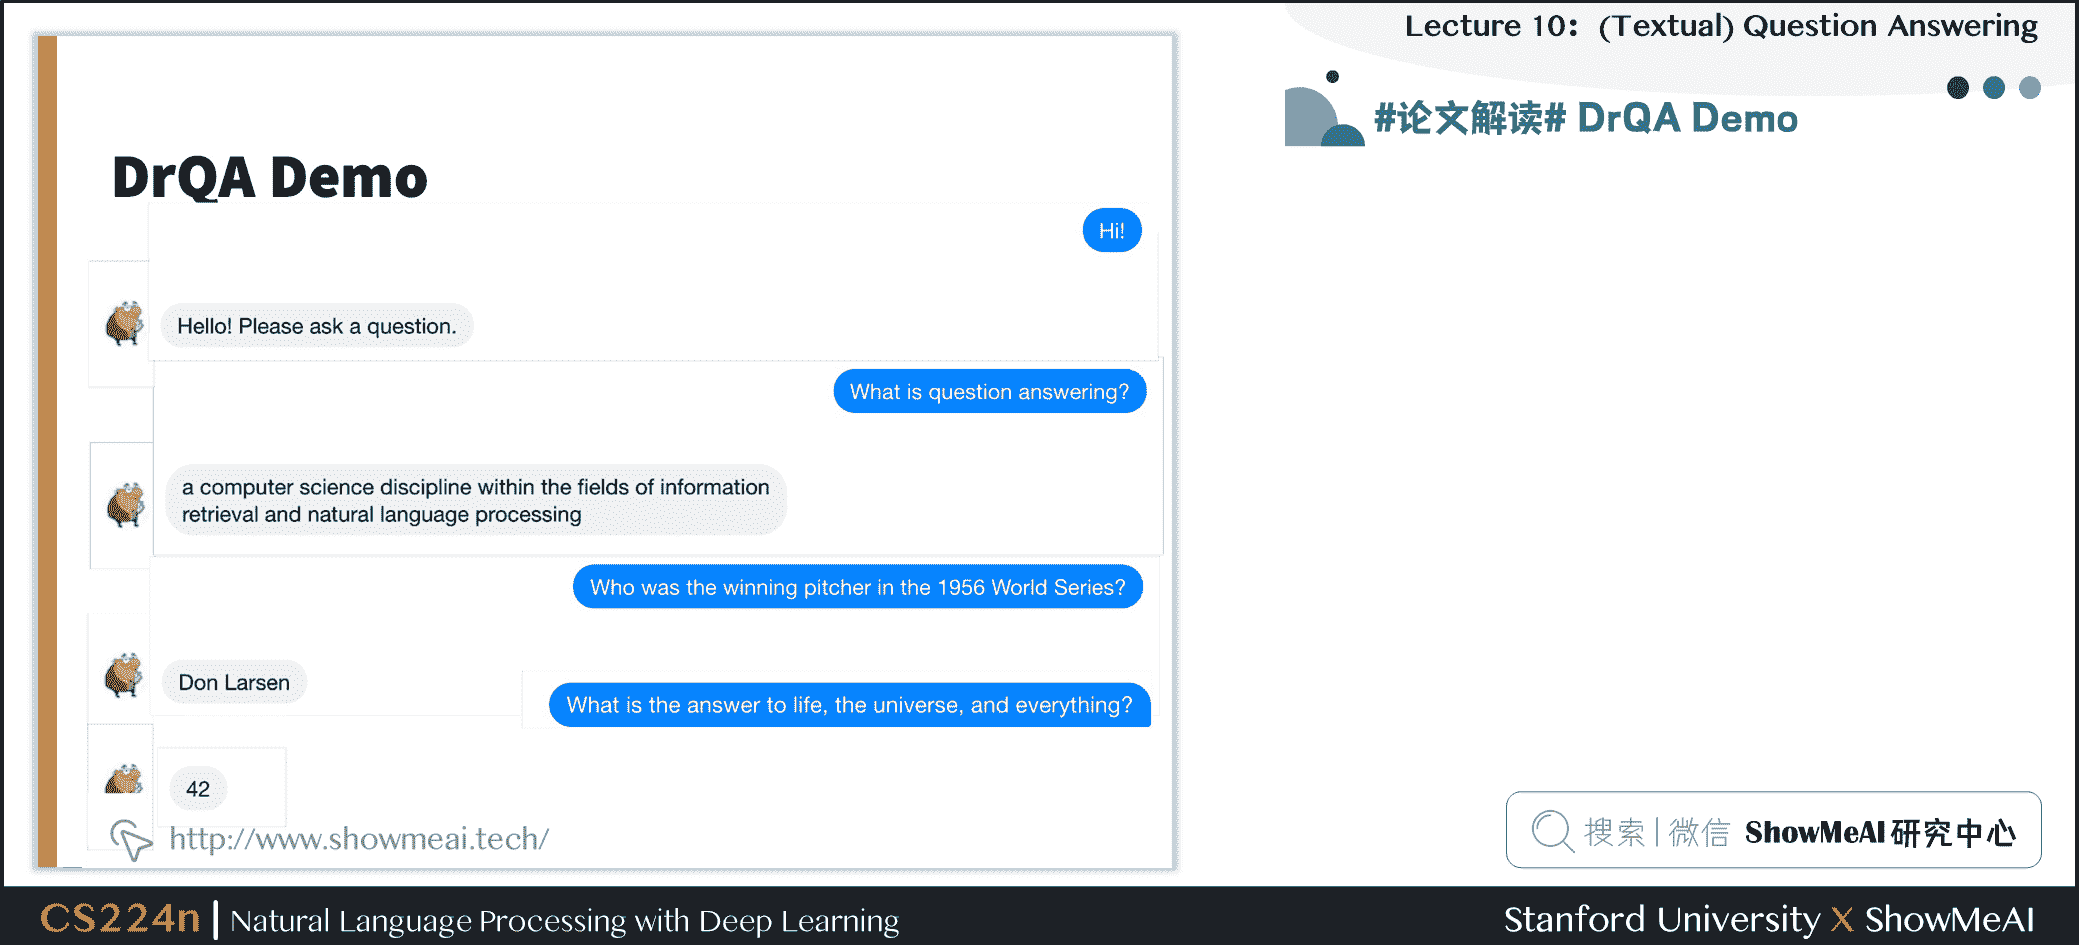 Lecture 10: (Textual) Question Answering
#论文解读# DrQA Demo
DrQA Demo
Hi!
Hello! Please ask a question.
What is question answering?
a computer science discipline within the fields of information
retrieval and natural language processing
Who was the winning pitcher in the 1956 World Series?
Don Larsen
What is the answer to life, the universe, and everything?
42
http://www.showmeai.tech/
搜索|微信 ShowMeAI 研究中心
CS224n | Natural Language Processing with Deep Learning
Stanford University X ShowMeAI